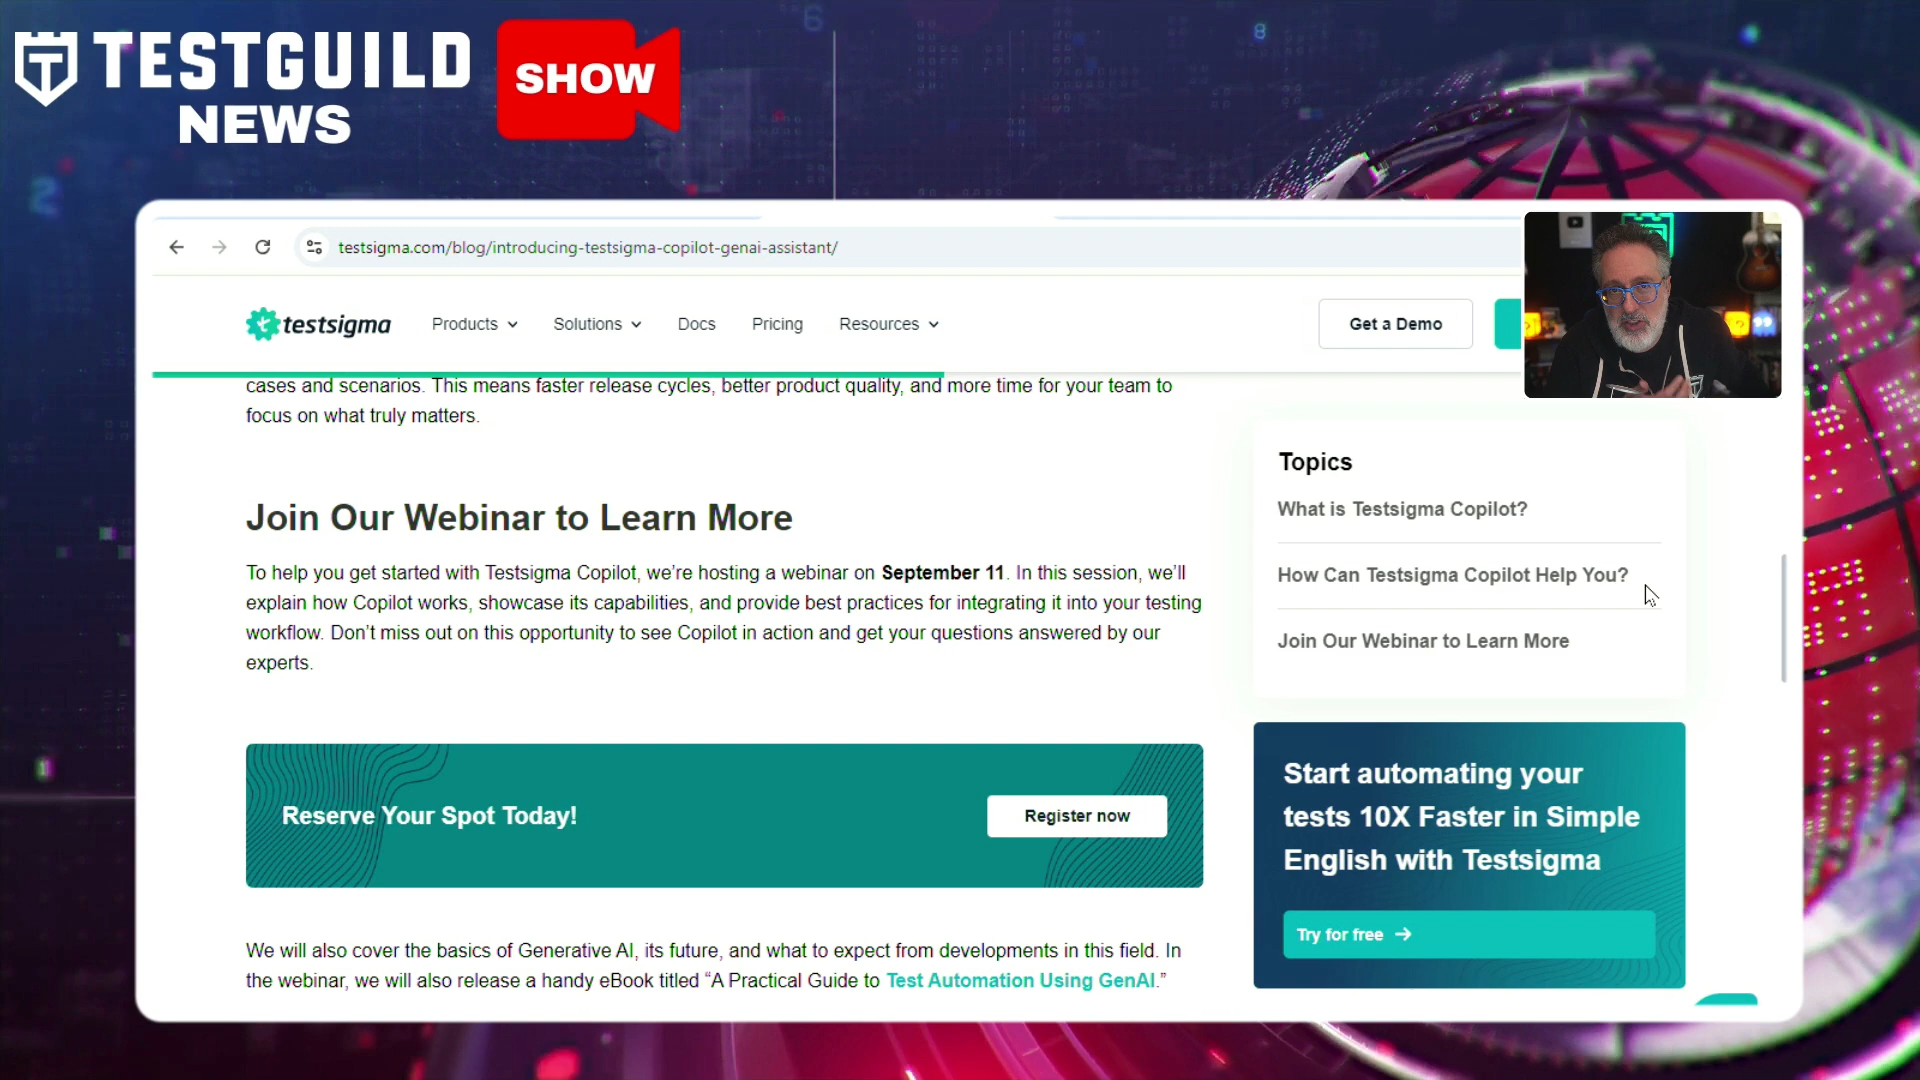 TESTGUILD
NEWS
SHOW
testsigma.com/blog/introducing-testsigma-copilot-genai-assistant/
testsigma
Products
Solutions
Docs
Pricing
Resources
Get a Demo
cases and scenarios. This means faster release cycles, better product quality, and more time for your team to
focus on what truly matters.
Join Our Webinar to Learn More
To help you get started with Testsigma Copilot, we’re hosting a webinar on September 11. In this session, we’ll
explain how Copilot works, showcase its capabilities, and provide best practices for integrating it into your testing
workflow. Don’t miss out on this opportunity to see Copilot in action and get your questions answered by our
experts.
Reserve Your Spot Today!
Register now
We will also cover the basics of Generative AI, its future, and what to expect from developments in this field. In
the webinar, we will also release a handy eBook titled “A Practical Guide to Test Automation Using GenAI.”
Topics
What is Testsigma Copilot?
How Can Testsigma Copilot Help You?
Join Our Webinar to Learn More
Start automating your
tests 10X Faster in Simple
English with Testsigma
Try for free →
6
8
2
1